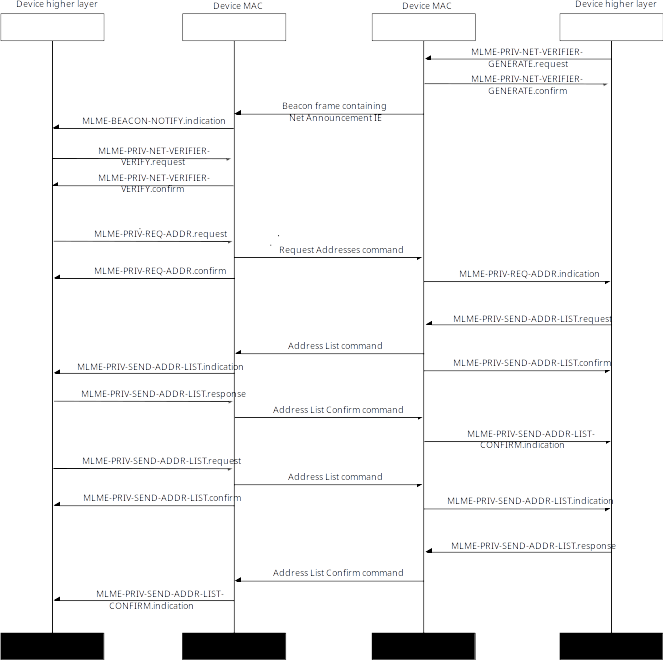 Device higher layer
Device MAC
Device MAC
Device higher layer
MLME-PRIV-NET-VERIFIER-
GENERATE.request
MLME-PRIV-NET-VERIFIER-
GENERATE.confirm
Beacon frame containing
Net Announcement IE
MLME-BEACON-NOTIFY.indication
MLME-PRIV-NET-VERIFIER-
VERIFY.request
MLME-PRIV-NET-VERIFIER-
VERIFY.confirm
MLME-PRIV-REQ-ADDR.request
Request Addresses command
MLME-PRIV-REQ-ADDR.confirm
MLME-PRIV-REQ-ADDR.indication
MLME-PRIV-SEND-ADDR-LIST.request
Address List command
MLME-PRIV-SEND-ADDR-LIST.indication
MLME-PRIV-SEND-ADDR-LIST.confirm
MLME-PRIV-SEND-ADDR-LIST.response
Address List Confirm command
MLME-PRIV-SEND-ADDR-LIST-
CONFIRM.indication
MLME-PRIV-SEND-ADDR-LIST.request
Address List command
MLME-PRIV-SEND-ADDR-LIST.confirm
MLME-PRIV-SEND-ADDR-LIST.indication
MLME-PRIV-SEND-ADDR-LIST.response
Address List Confirm command
MLME-PRIV-SEND-ADDR-LIST-
CONFIRM.indication